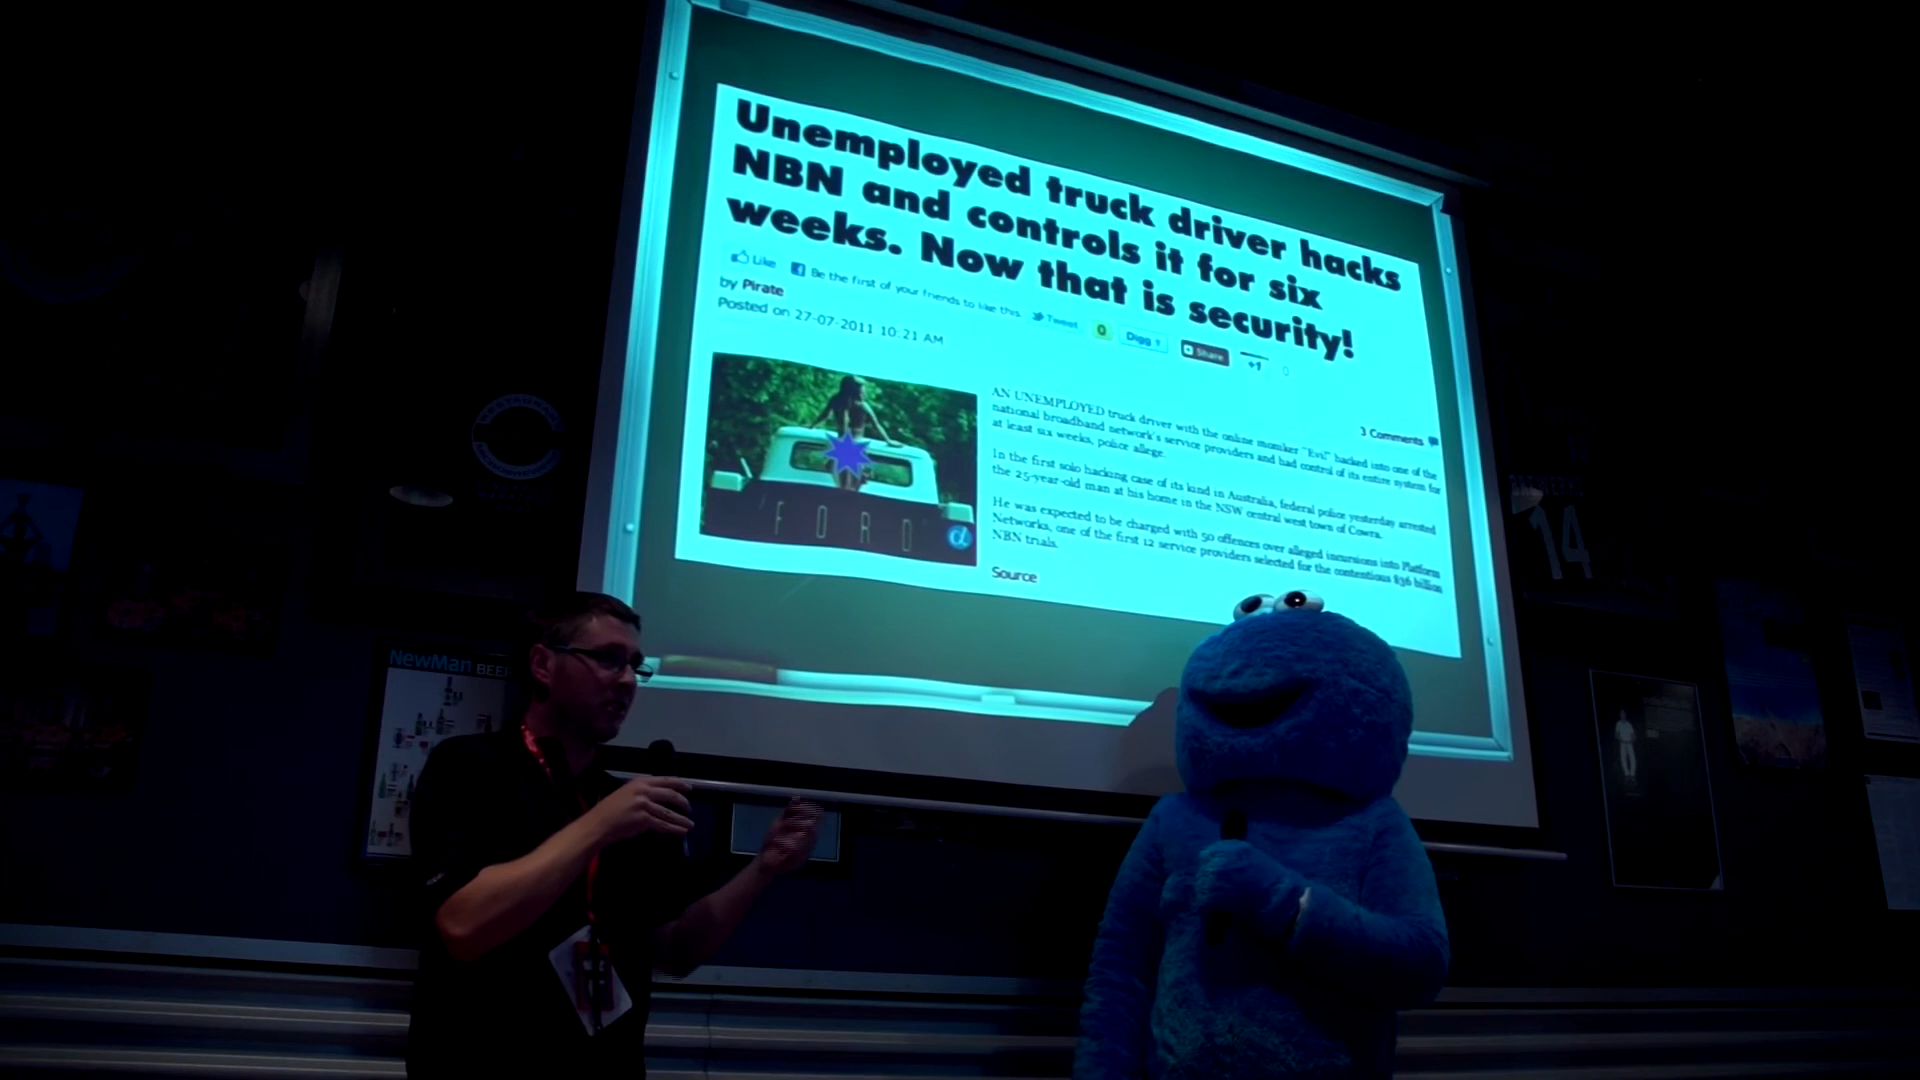 Unemployed truck driver hacks
NBN and controls it for six
weeks. Now that is security!
Like
Be the first of your friends to like this.
Tweet
0
Digg
Share
+1
0
by Pirate
Posted on 27-07-2011 10:21 AM
3 Comments
AN UNEMPLOYED truck driver with the online moniker "Evil" hacked into one of the
national broadband network's service providers and had control of its entire system for
at least six weeks, police allege.
In the first solo hacking case of its kind in Australia, federal police yesterday arrested
the 25-year-old man at his home in the NSW central west town of Cowra.
He was expected to be charged with 50 offences over alleged incursions into Platform
Networks, one of the first 12 service providers selected for the contentious $36 billion
NBN trials.
Source
FORD
NewMan BEER
14